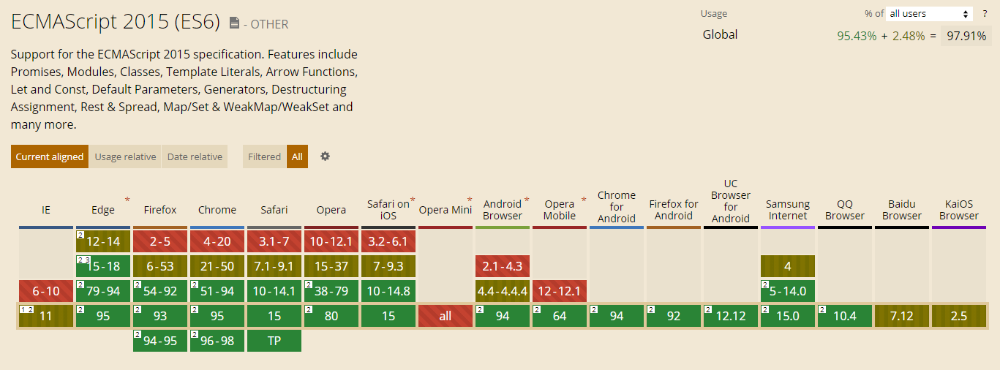 ECMAScript 2015 (ES6) - OTHER
Usage % of all users ?
Global 95.43% + 2.48% = 97.91%
Support for the ECMAScript 2015 specification. Features include
Promises, Modules, Classes, Template Literals, Arrow Functions,
Let and Const, Default Parameters, Generators, Destructuring
Assignment, Rest & Spread, Map/Set & WeakMap/WeakSet and
many more.
Current aligned Usage relative Date relative Filtered All
IE
Edge *
Firefox
Chrome
Safari
Opera
Safari on *
iOS
Opera Mini *
Android *
Browser
Opera *
Mobile
Chrome
for
Android
Firefox for
Android
UC
Browser
for
Android
Samsung
Internet
QQ
Browser
Baidu
Browser
KaiOS
Browser
2 12-14 2-5 4-20 3.1-7 10-12.1 3.2-6.1
2 3 15-18 6-53 21-50 7.1-9.1 15-37 7-9.3 2.1-4.3 4
6-10 2 79-94 2 54-92 2 51-94 10-14.1 2 38-79 10-14.8 4.4-4.4.4 12-12.1 2 5-14.0
1 2 11 2 95 2 93 2 95 15 2 80 15 all 2 94 2 64 2 94 2 92 2 12.12 2 15.0 2 10.4 7.12 2.5
2 94-95 2 96-98 TP